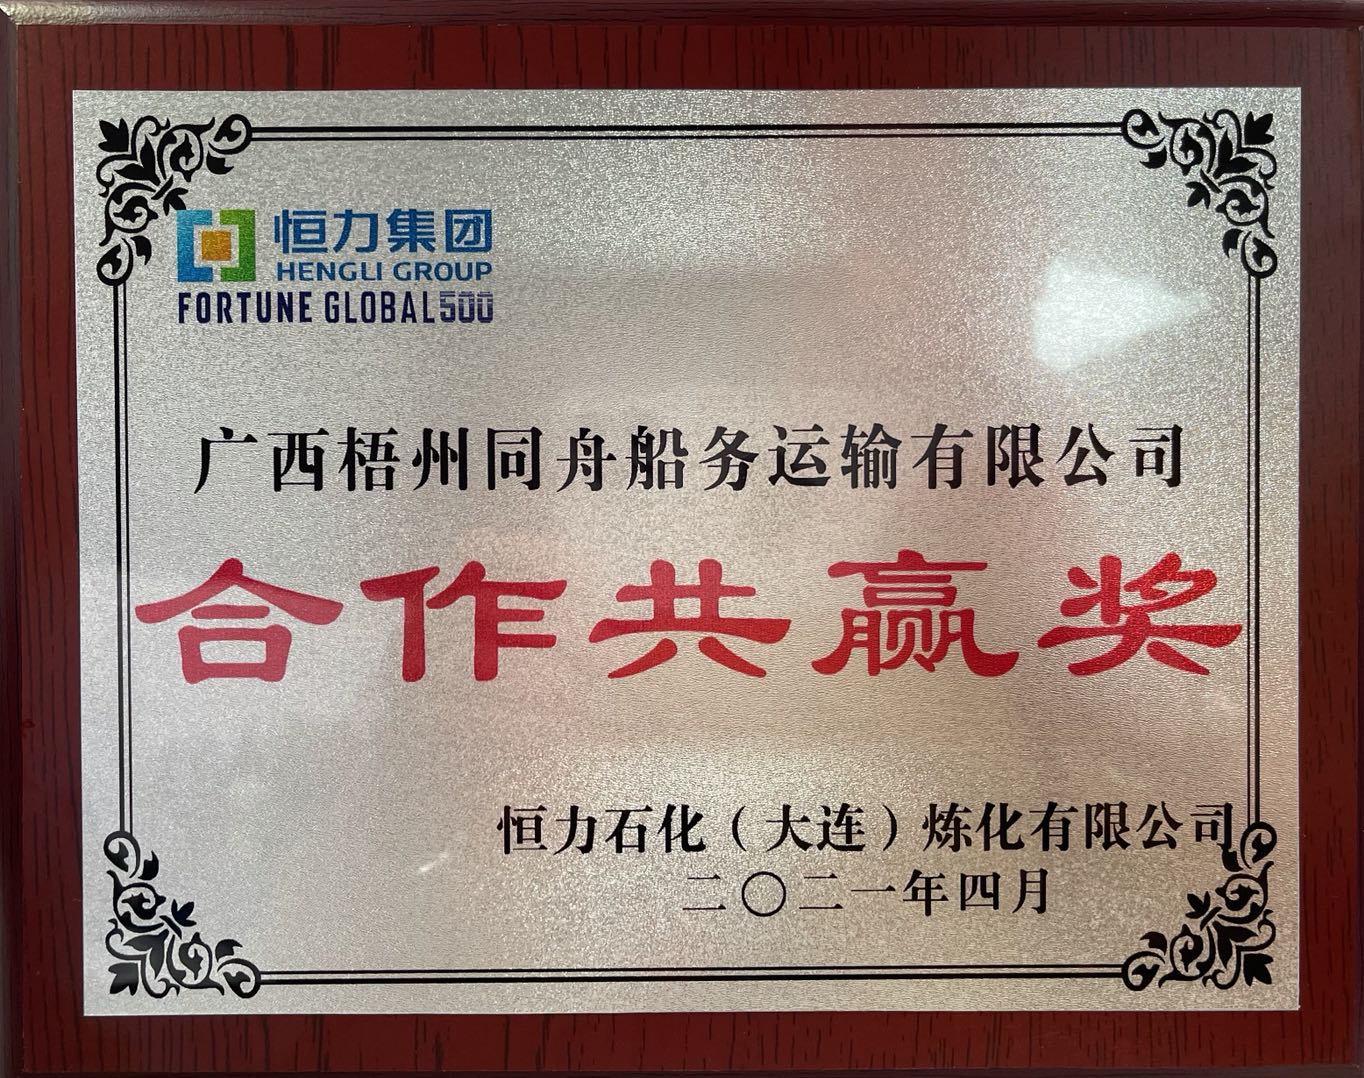 恒力集团
HENGLI GROUP
FORTUNE GLOBAL500
广西梧州同舟船务运输有限公司
合作共赢奖
恒力石化（大连）炼化有限公司
二〇二一年四月